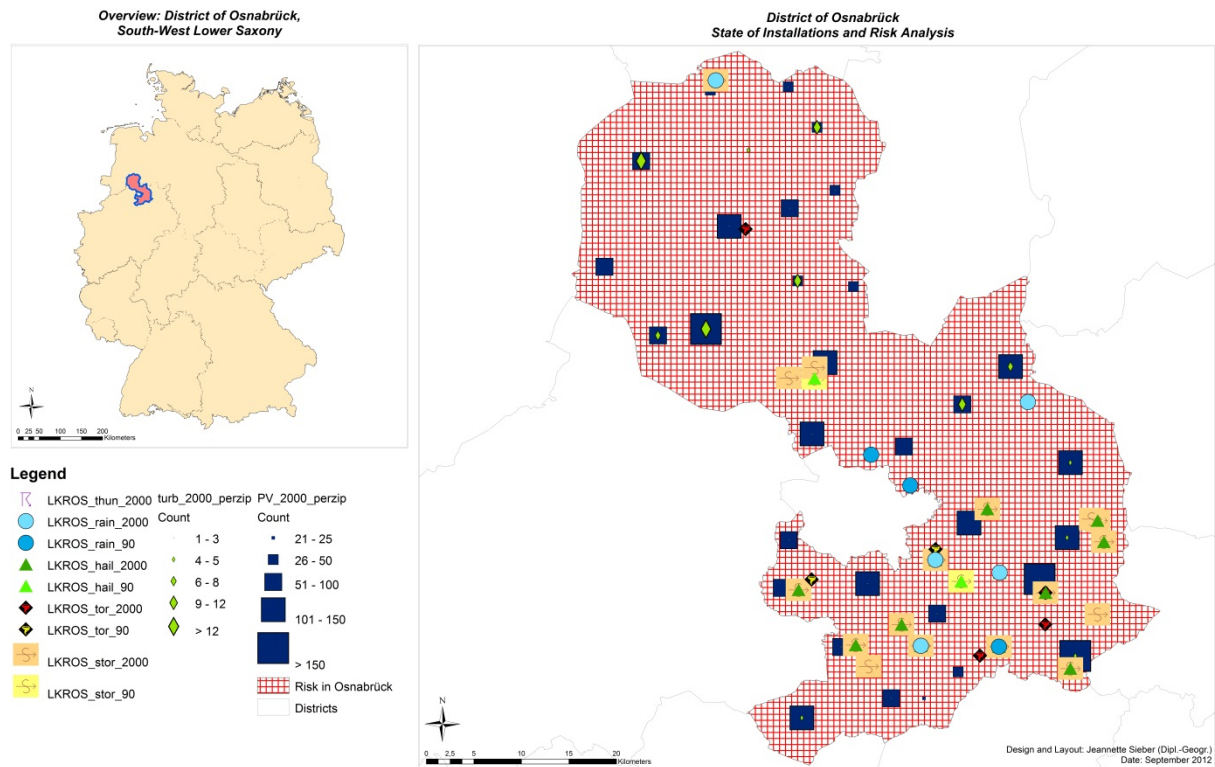 Overview: District of Osnabrück,
South-West Lower Saxony
District of Osnabrück
State of Installations and Risk Analysis
N
0 25 50 100 150 200
Kilometers
Legend
LKROS_thun_2000
LKROS_rain_2000
LKROS_rain_90
LKROS_hail_2000
LKROS_hail_90
LKROS_tor_2000
LKROS_tor_90
LKROS_stor_2000
LKROS_stor_90
turb_2000_perzip
Count
1 - 3
4 - 5
6 - 8
9 - 12
> 12
PV_2000_perzip
Count
21 - 25
26 - 50
51 - 100
101 - 150
> 150
Risk in Osnabrück
Districts
N
0 2,5 5 10 15 20
Kilometers
Design and Layout: Jeannette Sieber (Dipl.-Geogr.)
Date: September 2012